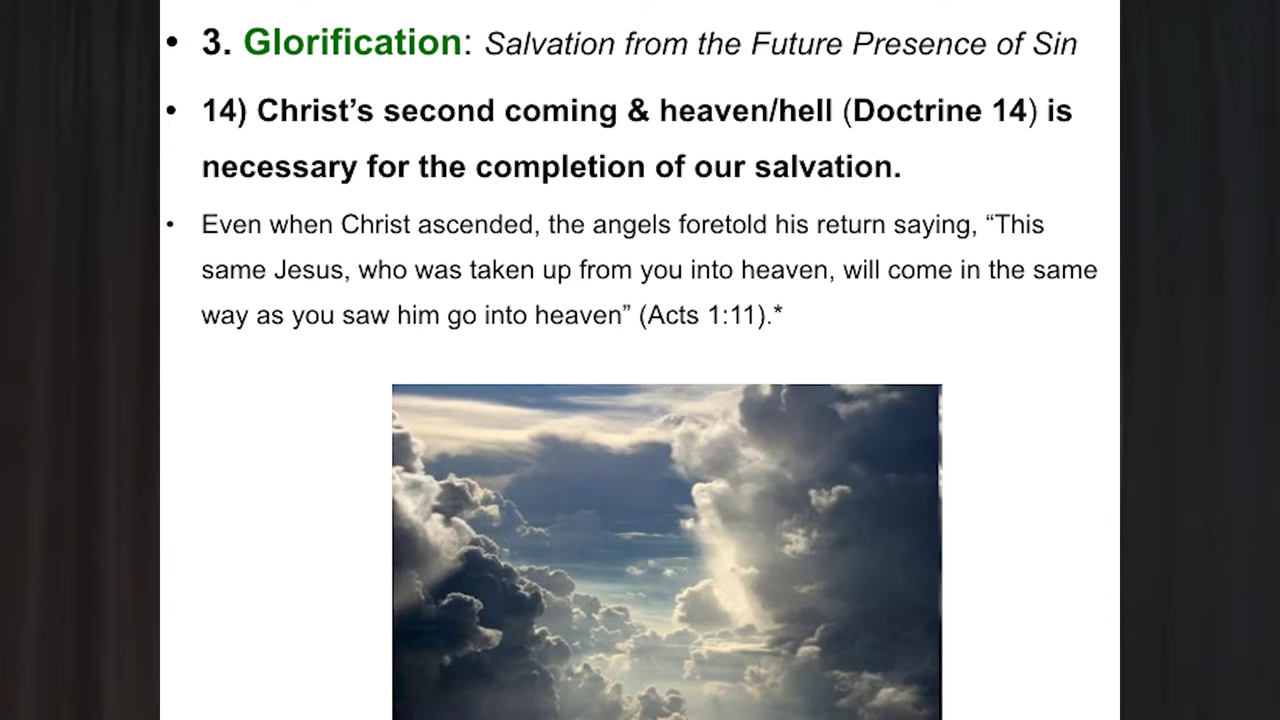 • 3. Glorification: Salvation from the Future Presence of Sin
• 14) Christ’s second coming & heaven/hell (Doctrine 14) is
necessary for the completion of our salvation.
• Even when Christ ascended, the angels foretold his return saying, “This
same Jesus, who was taken up from you into heaven, will come in the same
way as you saw him go into heaven” (Acts 1:11).*